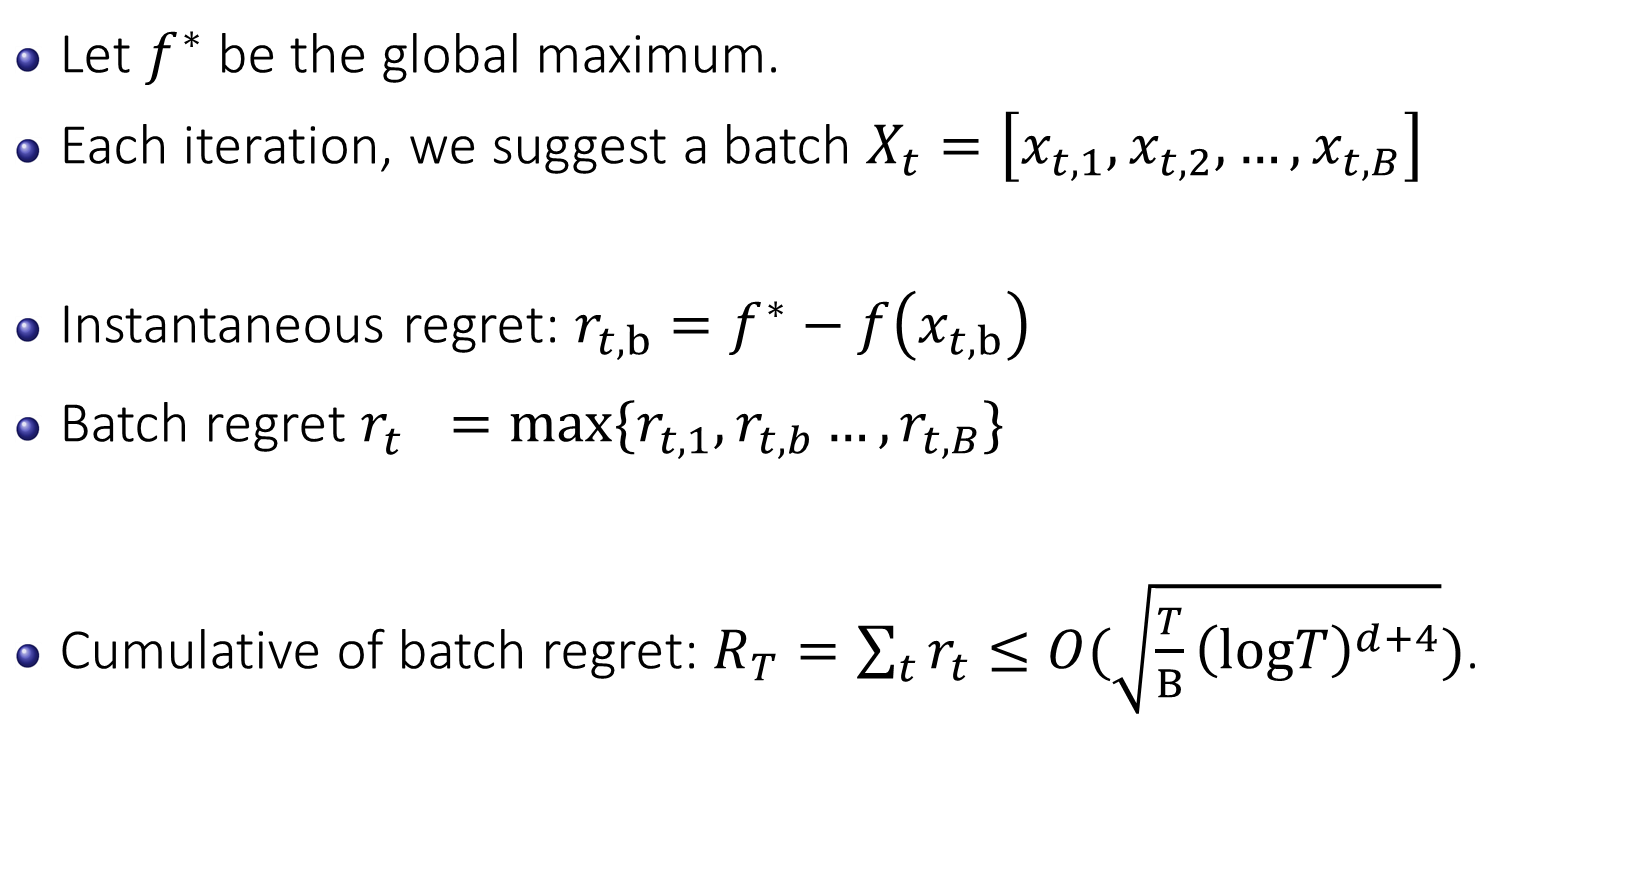 Let f* be the global maximum.
Each iteration, we suggest a batch X_t = [x_{t,1}, x_{t,2}, ..., x_{t,B}]
Instantaneous regret: r_{t,b} = f* − f(x_{t,b})
Batch regret r_t = max{r_{t,1}, r_{t,b} ..., r_{t,B}}
Cumulative of batch regret: R_T = ∑_t r_t ≤ O(√(T/B (logT)^{d+4})).